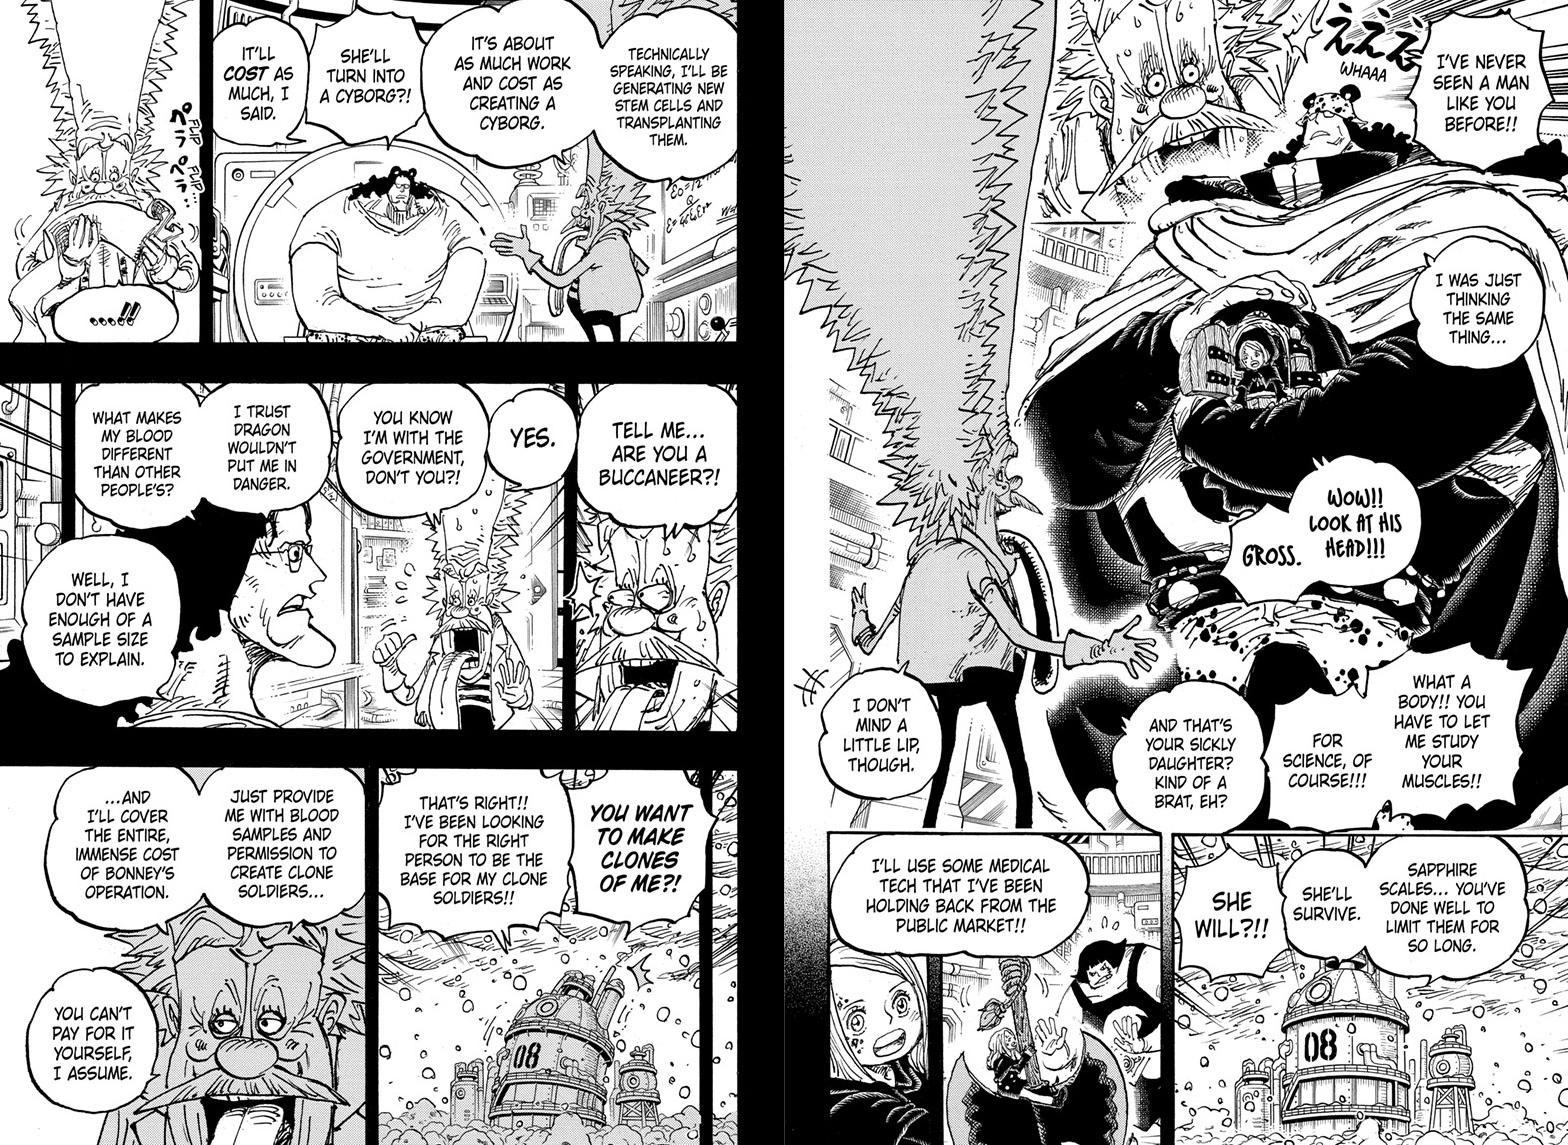 I'VE NEVER
SEEN A MAN
LIKE YOU
BEFORE!!
えええ
WHAAA
I WAS JUST
THINKING
THE SAME
THING...
WOW!!
LOOK AT HIS
HEAD!!!
GROSS.
WHAT A
BODY!! YOU
HAVE TO LET
ME STUDY
YOUR
MUSCLES!!
FOR
SCIENCE, OF
COURSE!!!
AND THAT'S
YOUR SICKLY
DAUGHTER?
KIND OF A
BRAT, EH?
I DON'T
MIND A
LITTLE LIP,
THOUGH.
SAPPHIRE
SCALES... YOU'VE
DONE WELL TO
LIMIT THEM FOR
SO LONG.
SHE'LL
SURVIVE.
SHE
WILL?!!
08
I'LL USE SOME MEDICAL
TECH THAT I'VE BEEN
HOLDING BACK FROM THE
PUBLIC MARKET!!
TECHNICALLY
SPEAKING, I'LL BE
GENERATING NEW
STEM CELLS AND
TRANSPLANTING
THEM.
IT'S ABOUT
AS MUCH WORK
AND COST AS
CREATING A
CYBORG.
SHE'LL
TURN INTO
A CYBORG?!
IT'LL
COST AS
MUCH, I
SAID.
ペラ
FLIP
ペラ
FLIP...
....!!
TELL ME...
ARE YOU A
BUCCANEER?!
YES.
YOU KNOW
I'M WITH THE
GOVERNMENT,
DON'T YOU?!
I TRUST
DRAGON
WOULDN'T
PUT ME IN
DANGER.
WHAT MAKES
MY BLOOD
DIFFERENT
THAN OTHER
PEOPLE'S?
WELL, I
DON'T HAVE
ENOUGH OF A
SAMPLE SIZE
TO EXPLAIN.
YOU WANT
TO MAKE
CLONES
OF ME?!
THAT'S RIGHT!!
I'VE BEEN LOOKING
FOR THE RIGHT
PERSON TO BE THE
BASE FOR MY CLONE
SOLDIERS!!
08
JUST PROVIDE
ME WITH BLOOD
SAMPLES AND
PERMISSION TO
CREATE CLONE
SOLDIERS...
...AND
I'LL COVER
THE ENTIRE,
IMMENSE COST
OF BONNEY'S
OPERATION.
YOU CAN'T
PAY FOR IT
YOURSELF,
I ASSUME.